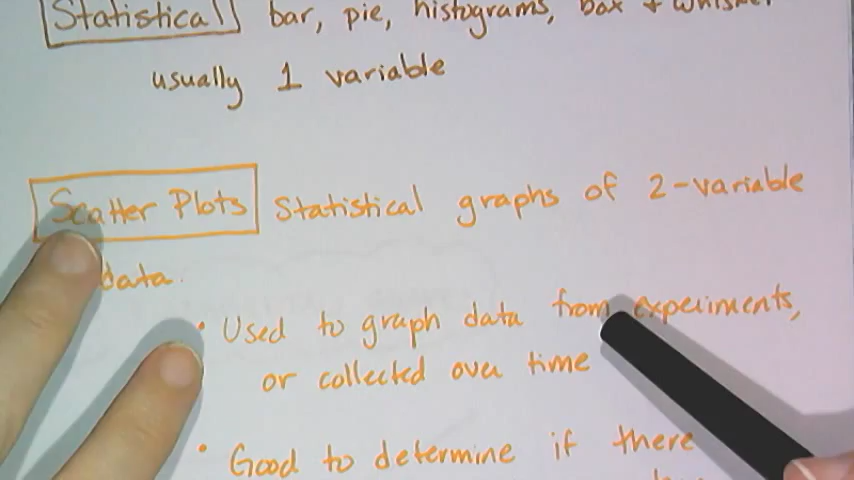 Statistical bar, pie, histograms, box + whisker
usually 1 variable
Scatter Plots Statistical graphs of 2-variable
data.
• Used to graph data from experiments,
or collected over time
• Good to determine if there